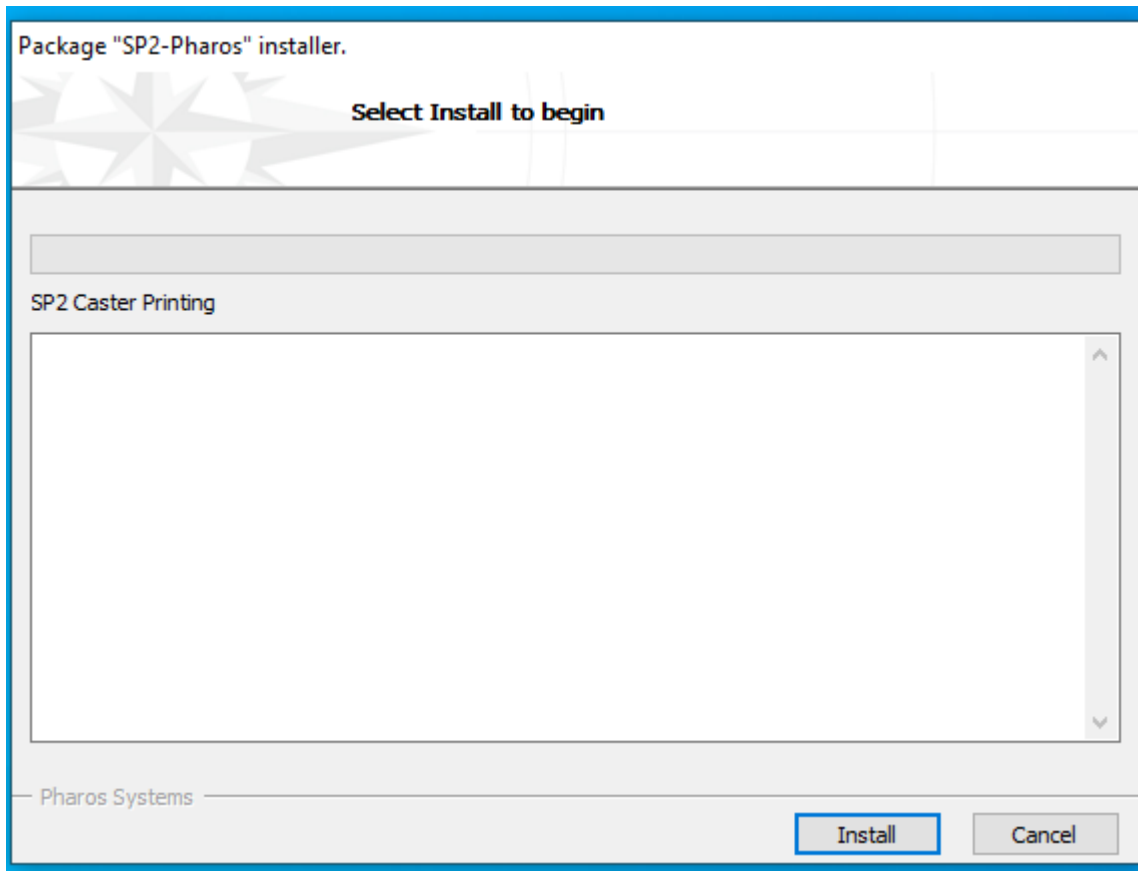 Package "SP2-Pharos" installer.
Select Install to begin
SP2 Caster Printing
Pharos Systems
Install
Cancel